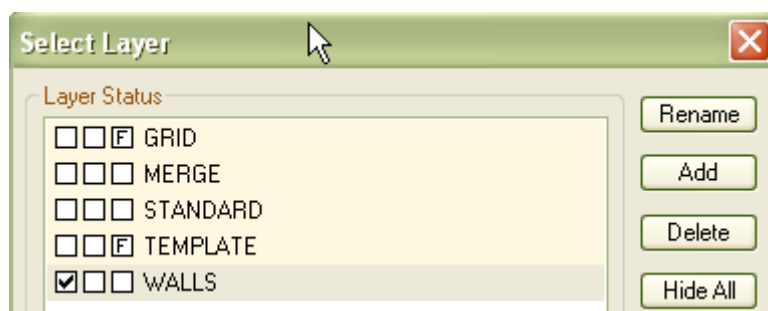 Select Layer
Layer Status
F GRID
MERGE
STANDARD
F TEMPLATE
WALLS
Rename
Add
Delete
Hide All